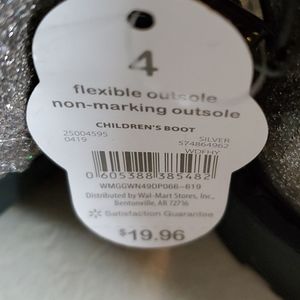 4
flexible outsole
non-marking outsole
CHILDREN'S BOOT
25004595 SILVER
0419 574864962
WDFHY
0 605388 385482
WMGGWN490P066-619
Distributed by Wal-Mart Stores, Inc.,
Bentonville, AR 72716
Satisfaction Guarantee
$19.96